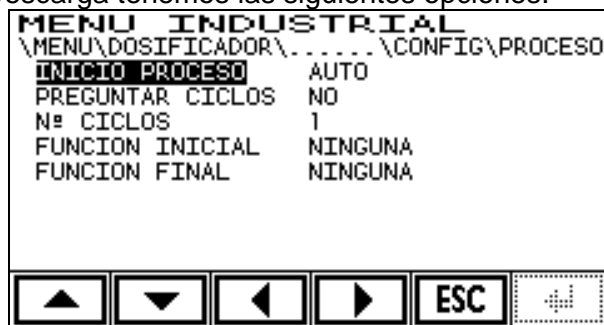 escarga tenemos las siguientes opciones:
MENU INDUSTRIAL
\MENU\DOSIFICADOR\......\CONFIG\PROCESO
INICIO PROCESO AUTO
PREGUNTAR CICLOS NO
Nº CICLOS 1
FUNCION INICIAL NINGUNA
FUNCION FINAL NINGUNA
ESC